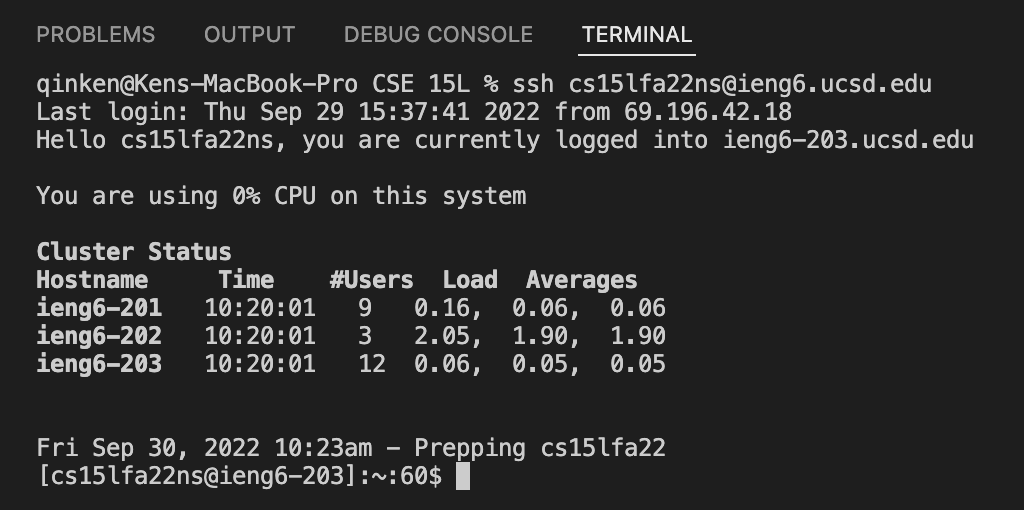 PROBLEMS OUTPUT DEBUG CONSOLE TERMINAL
qinken@Kens-MacBook-Pro CSE 15L % ssh cs15lfa22ns@ieng6.ucsd.edu
Last login: Thu Sep 29 15:37:41 2022 from 69.196.42.18
Hello cs15lfa22ns, you are currently logged into ieng6-203.ucsd.edu
You are using 0% CPU on this system
Cluster Status
Hostname     Time    #Users  Load  Averages
ieng6-201   10:20:01   9   0.16,  0.06,  0.06
ieng6-202   10:20:01   3   2.05,  1.90,  1.90
ieng6-203   10:20:01   12  0.06,  0.05,  0.05
Fri Sep 30, 2022 10:23am - Prepping cs15lfa22
[cs15lfa22ns@ieng6-203]:~:60$